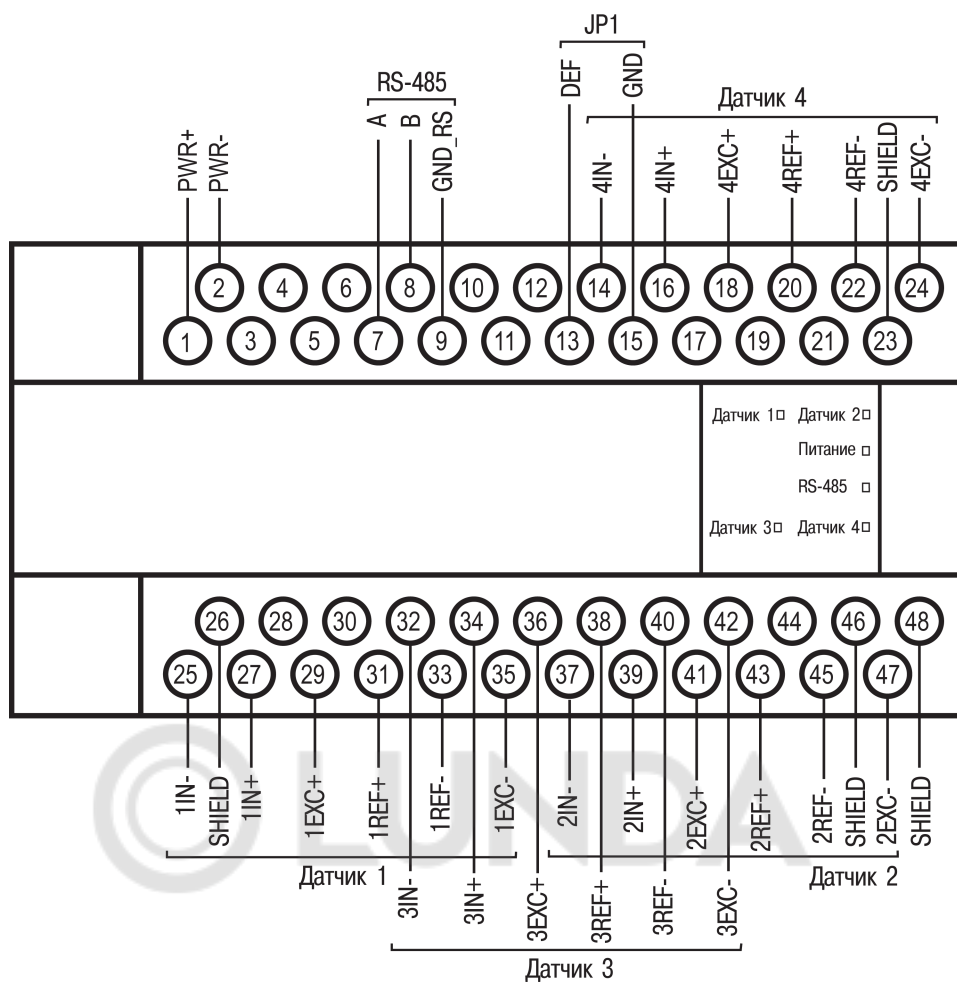 JP1
RS-485
DEF
GND
Датчик 4
PWR+
PWR-
A
B
GND_RS
4IN-
4IN+
4EXC+
4REF+
4REF-
SHIELD
4EXC-
2 4 6 8 10 12 14 16 18 20 22 24
1 3 5 7 9 11 13 15 17 19 21 23
Датчик 1 Датчик 2
Питание
RS-485
Датчик 3 Датчик 4
26 28 30 32 34 36 38 40 42 44 46 48
25 27 29 31 33 35 37 39 41 43 45 47
1IN-
SHIELD
1IN+
1EXC+
1REF+
1REF-
1EXC-
2IN-
2IN+
2EXC+
2REF+
2REF-
SHIELD
2EXC-
SHIELD
LUNDA
Датчик 1
Датчик 2
3IN-
3IN+
3EXC+
3REF+
3REF-
3EXC-
Датчик 3